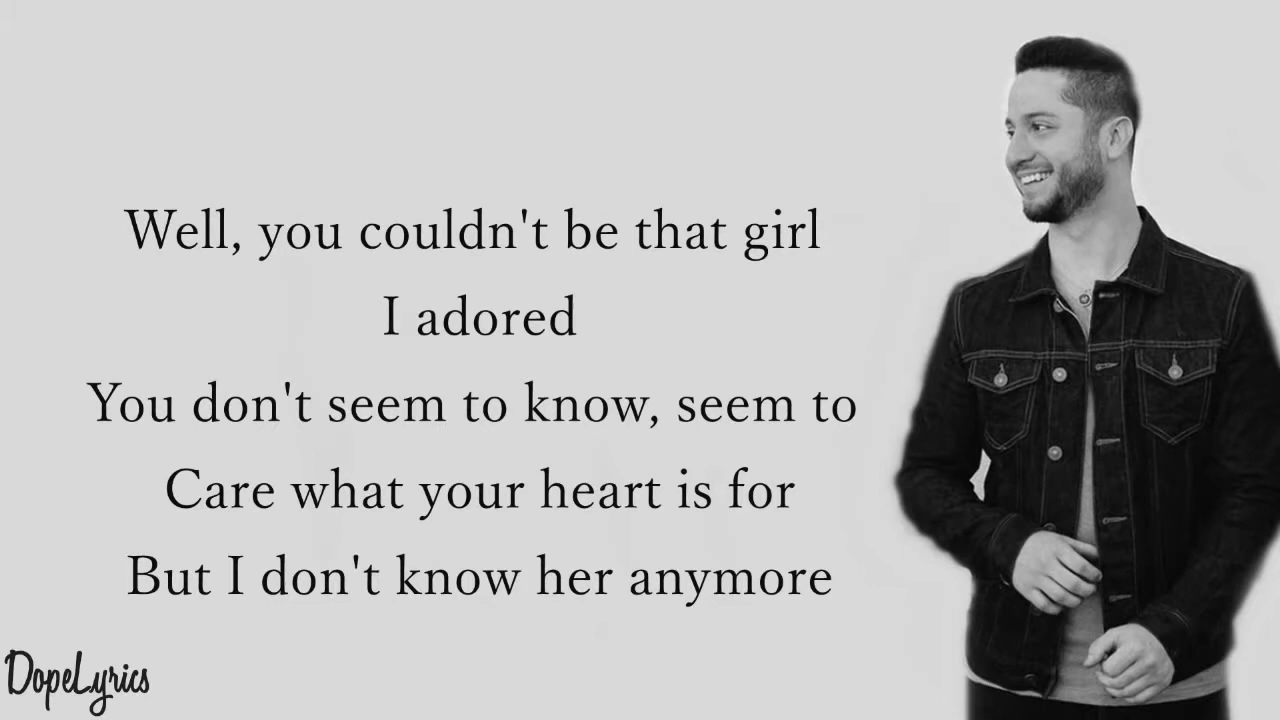 Well, you couldn't be that girl
I adored
You don't seem to know, seem to
Care what your heart is for
But I don't know her anymore
DopeLyrics